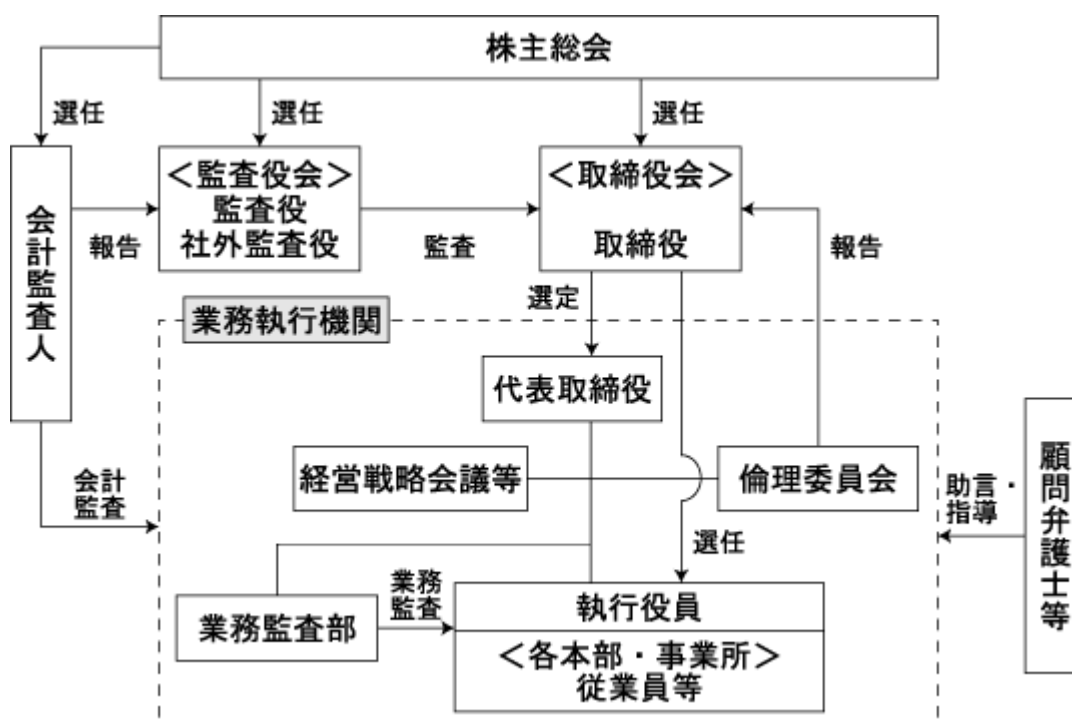 株主総会
選任
選任
選任
会計監査人
＜監査役会＞
監査役
社外監査役
＜取締役会＞
取締役
報告
監査
報告
選定
業務執行機関
代表取締役
経営戦略会議等
倫理委員会
会計
監査
助言・
指導
顧問弁護士等
選任
業務
監査
業務監査部
執行役員
＜各本部・事業所＞
従業員等